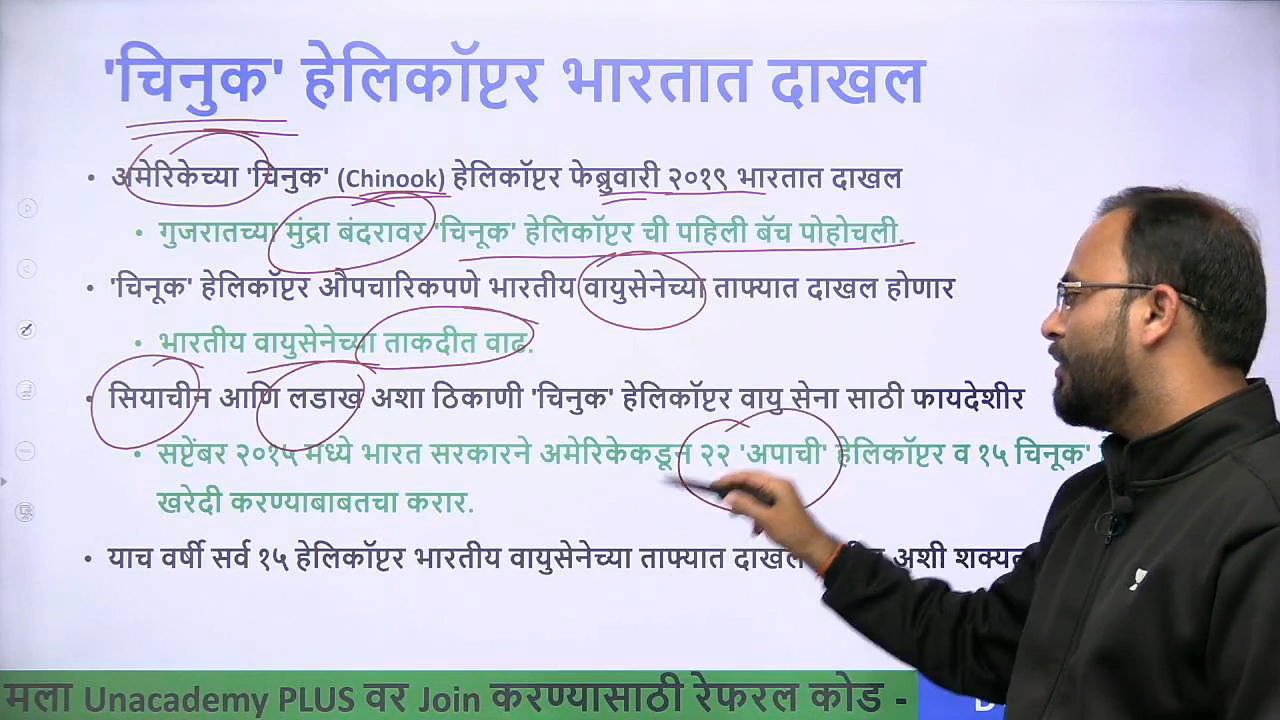 'चिनुक' हेलिकॉप्टर भारतात दाखल
• अमेरिकेच्या 'चिनुक' (Chinook) हेलिकॉप्टर फेब्रुवारी २०१९ भारतात दाखल
• गुजरातच्या मुंद्रा बंदरावर 'चिनूक' हेलिकॉप्टर ची पहिली बॅच पोहोचली.
• 'चिनूक' हेलिकॉप्टर औपचारिकपणे भारतीय वायुसेनेच्या ताफ्यात दाखल होणार
• भारतीय वायुसेनेच्या ताकदीत वाढ.
• सियाचीन आणि लडाख अशा ठिकाणी 'चिनुक' हेलिकॉप्टर वायु सेना साठी फायदेशीर
• सप्टेंबर २०१५ मध्ये भारत सरकारने अमेरिकेकडून २२ 'अपाची' हेलिकॉप्टर व १५ चिनूक'
खरेदी करण्याबाबतचा करार.
• याच वर्षी सर्व १५ हेलिकॉप्टर भारतीय वायुसेनेच्या ताफ्यात दाखल अशी
मला Unacademy PLUS वर Join करण्यासाठी रेफरल कोड -